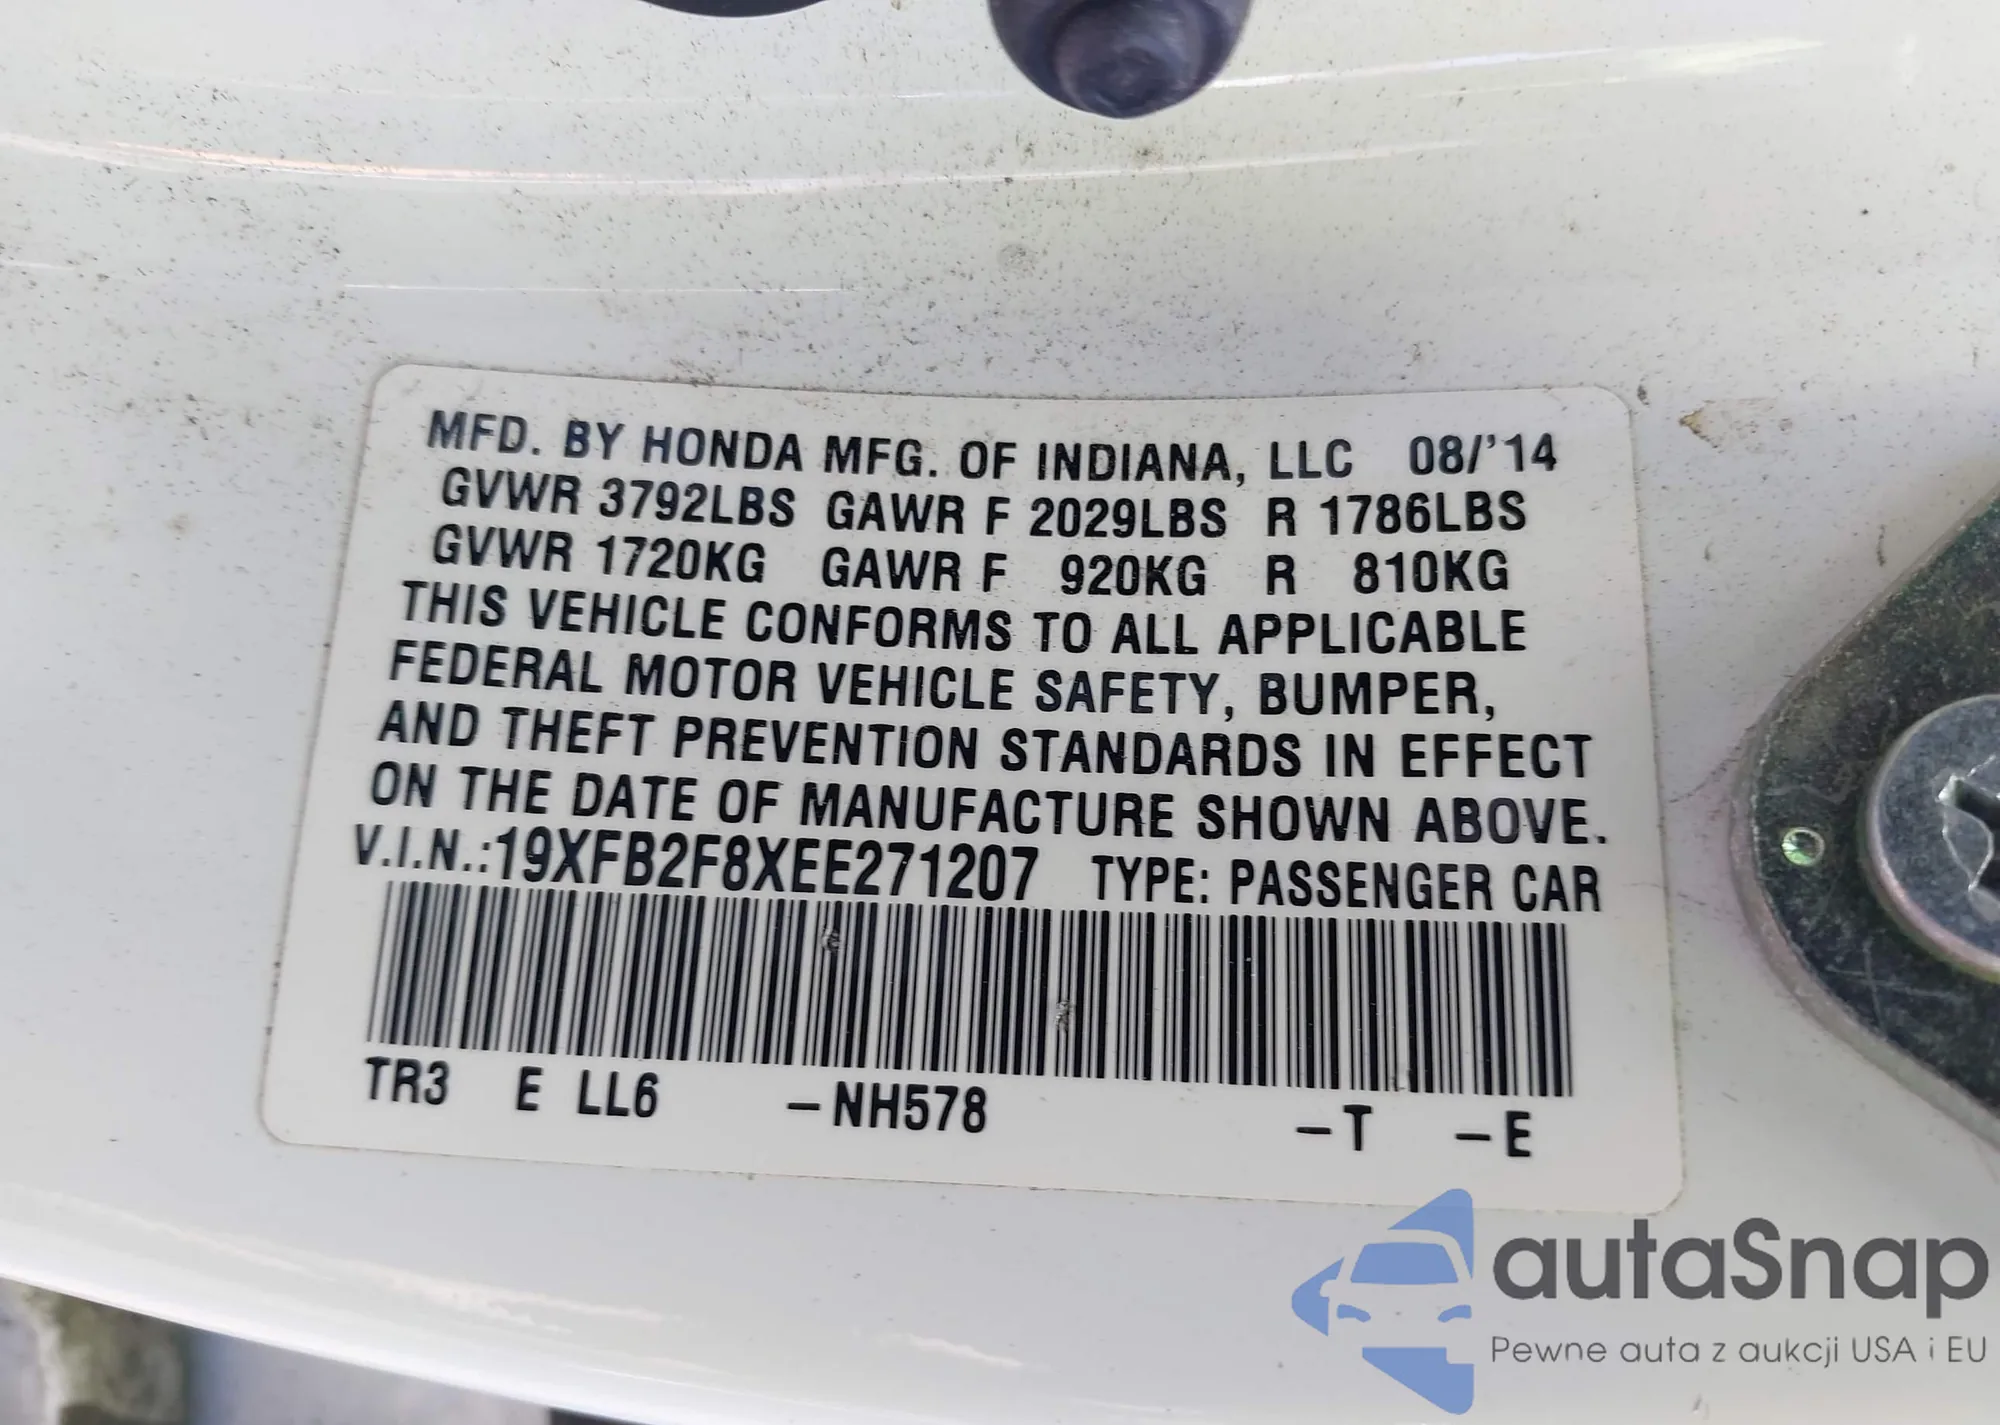 MFD. BY HONDA MFG. OF INDIANA, LLC 08/'14
GVWR 3792LBS GAWR F 2029LBS R 1786LBS
GVWR 1720KG GAWR F 920KG R 810KG
THIS VEHICLE CONFORMS TO ALL APPLICABLE
FEDERAL MOTOR VEHICLE SAFETY, BUMPER,
AND THEFT PREVENTION STANDARDS IN EFFECT
ON THE DATE OF MANUFACTURE SHOWN ABOVE.
V.I.N.:19XFB2F8XEE271207 TYPE: PASSENGER CAR
TR3 E LL6 –NH578 –T –E
autaSnap
Pewne auta z aukcji USA i EU